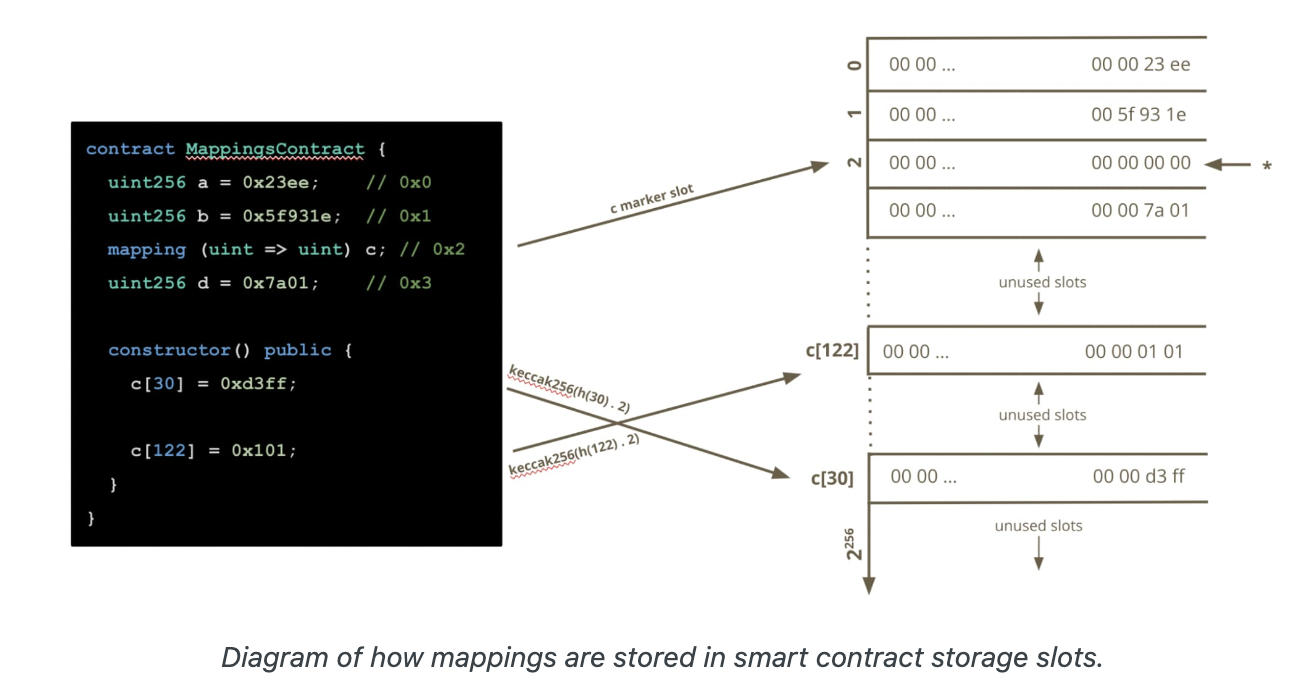 contract MappingsContract {
uint256 a = 0x23ee; // 0x0
uint256 b = 0x5f931e; // 0x1
mapping (uint => uint) c; // 0x2
uint256 d = 0x7a01; // 0x3
constructor() public {
c[30] = 0xd3ff;
c[122] = 0x101;
}
}
c marker slot
keccak256(h(30) . 2)
keccak256(h(122) . 2)
0 00 00 ... 00 00 23 ee
1 00 00 ... 00 5f 93 1e
2 00 00 ... 00 00 00 00 *
00 00 ... 00 00 7a 01
unused slots
c[122] 00 00 ... 00 00 01 01
unused slots
c[30] 00 00 ... 00 00 d3 ff
unused slots
2^256
Diagram of how mappings are stored in smart contract storage slots.